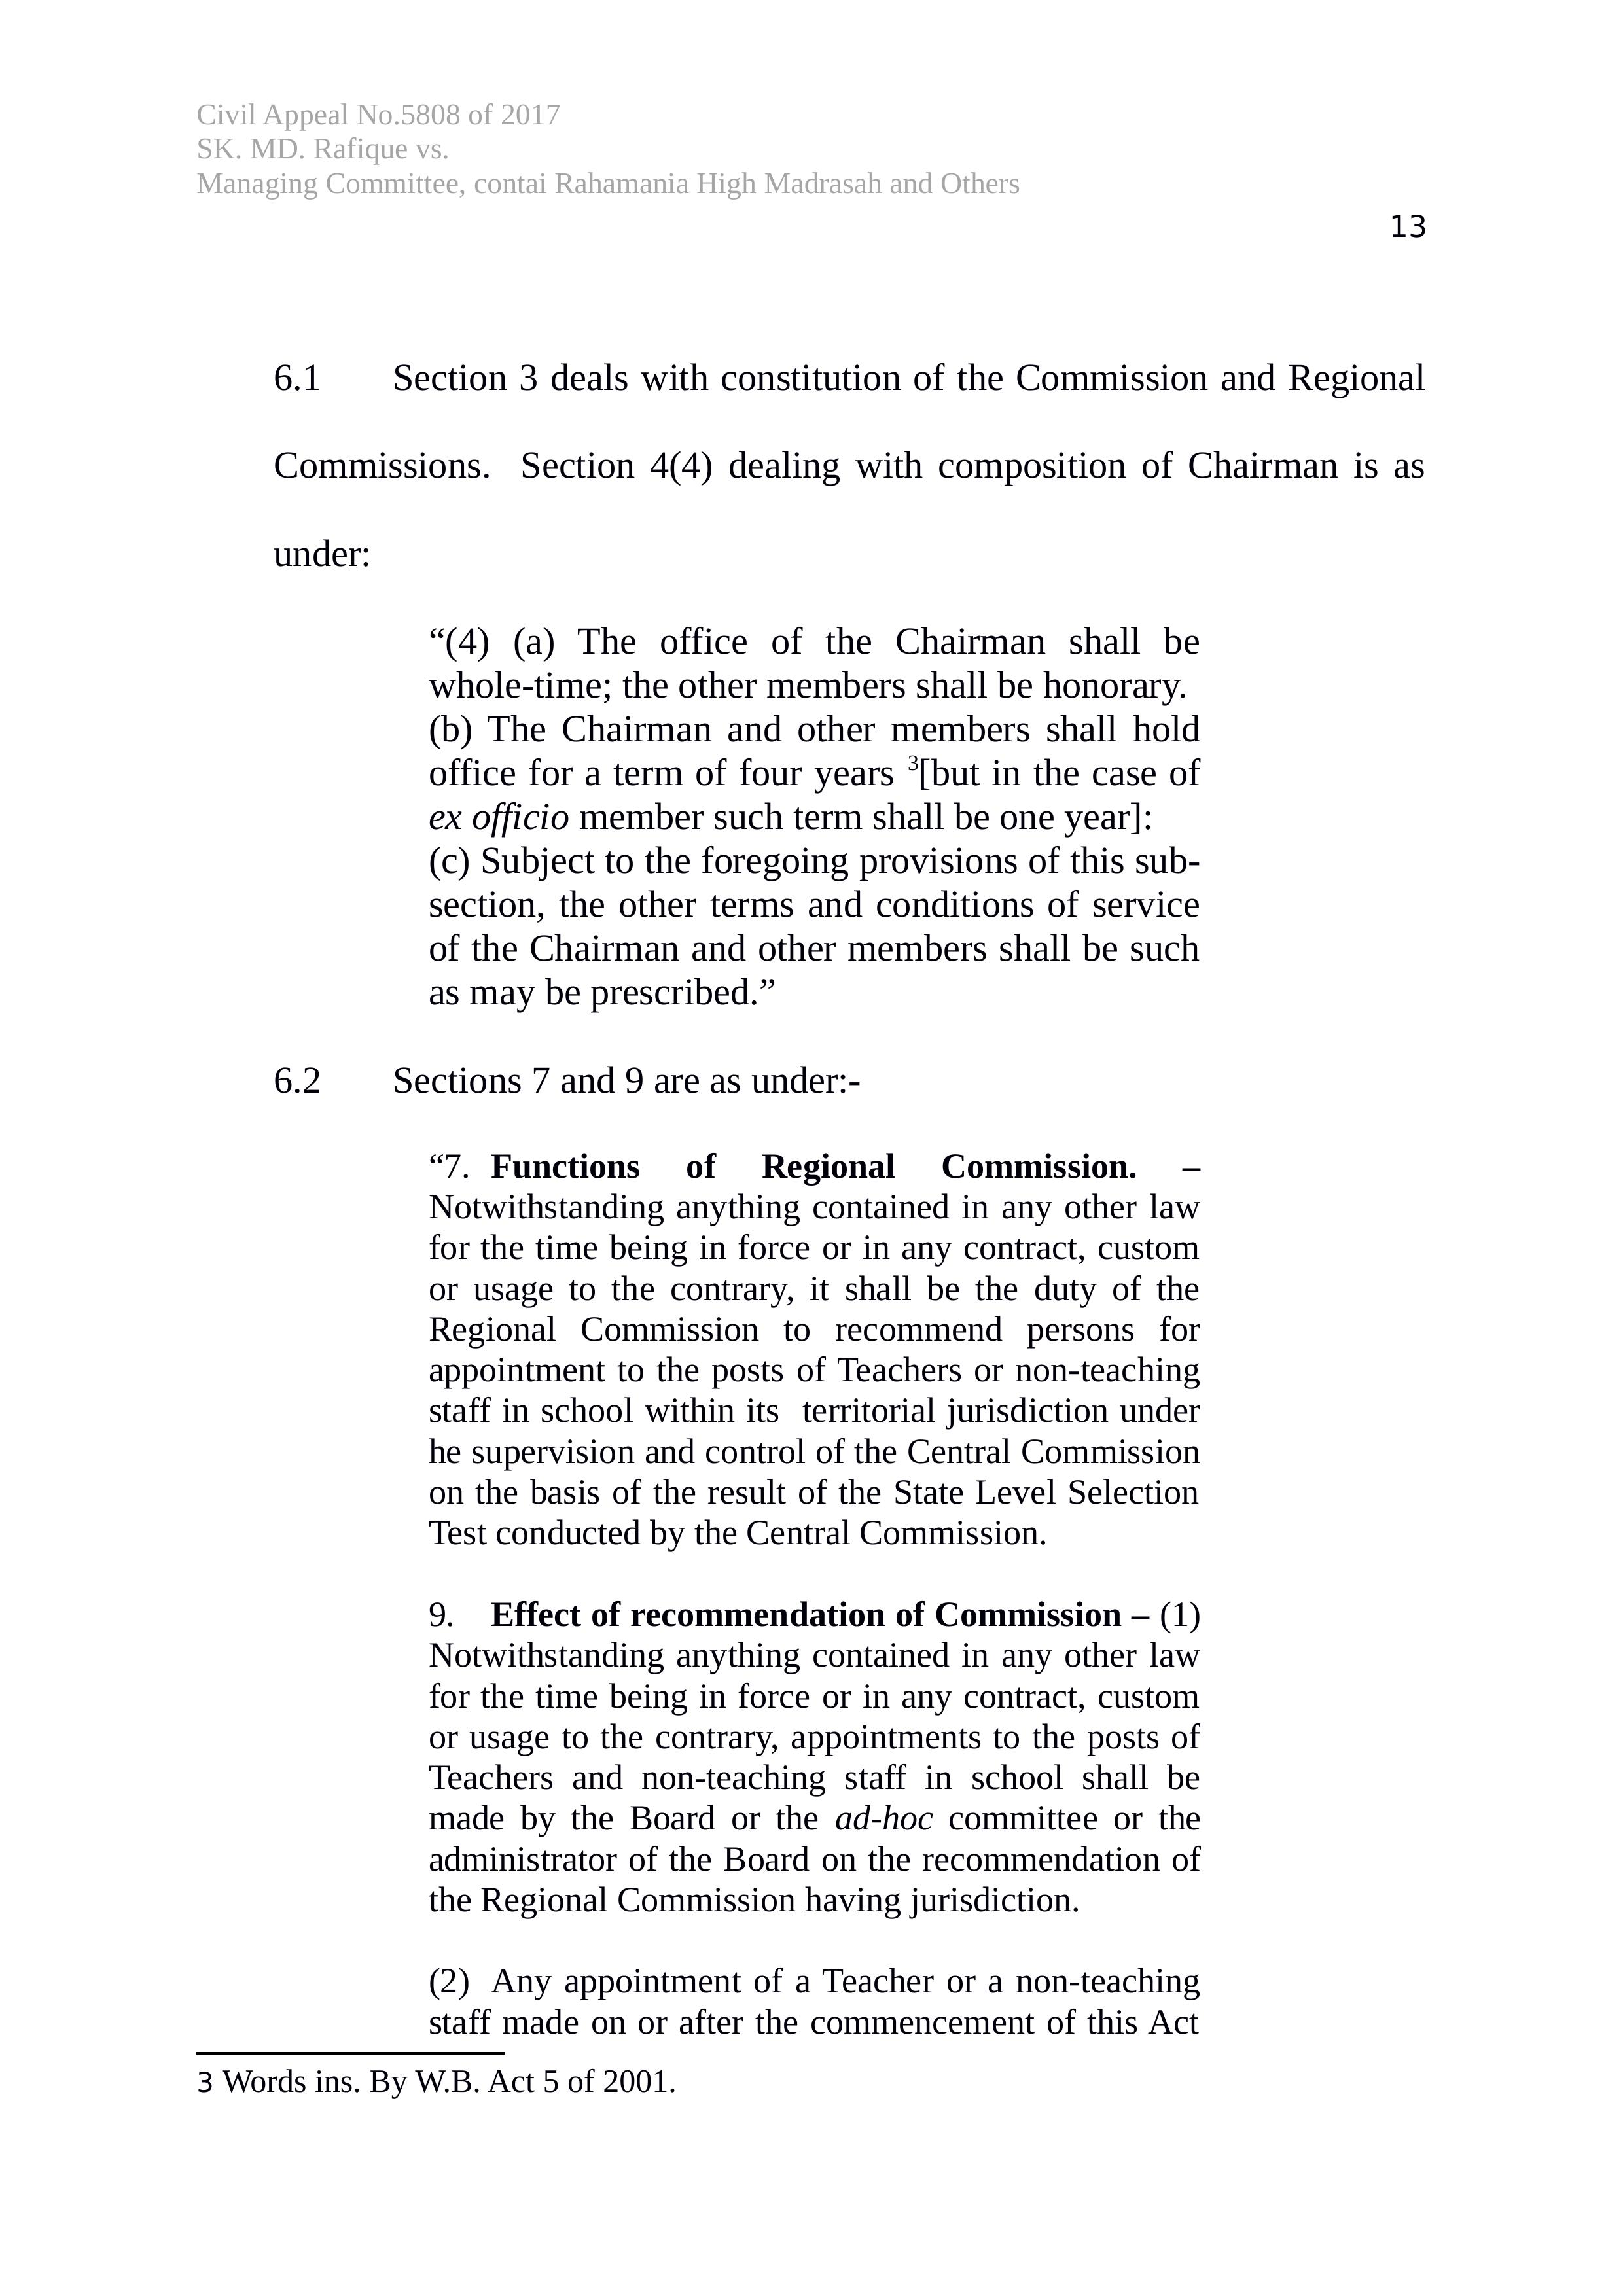 Civil Appeal No.5808 of 2017
SK. MD. Rafique vs.
Managing Committee, contai Rahamania High Madrasah and Others
13
6.1 Section 3 deals with constitution of the Commission and Regional
Commissions. Section 4(4) dealing with composition of Chairman is as
under:
“(4) (a) The office of the Chairman shall be
whole-time; the other members shall be honorary.
(b) The Chairman and other members shall hold
office for a term of four years 3[but in the case of
ex officio member such term shall be one year]:
(c) Subject to the foregoing provisions of this sub-
section, the other terms and conditions of service
of the Chairman and other members shall be such
as may be prescribed.”
6.2 Sections 7 and 9 are as under:-
“7. Functions of Regional Commission. –
Notwithstanding anything contained in any other law
for the time being in force or in any contract, custom
or usage to the contrary, it shall be the duty of the
Regional Commission to recommend persons for
appointment to the posts of Teachers or non-teaching
staff in school within its territorial jurisdiction under
he supervision and control of the Central Commission
on the basis of the result of the State Level Selection
Test conducted by the Central Commission.
9. Effect of recommendation of Commission – (1)
Notwithstanding anything contained in any other law
for the time being in force or in any contract, custom
or usage to the contrary, appointments to the posts of
Teachers and non-teaching staff in school shall be
made by the Board or the ad-hoc committee or the
administrator of the Board on the recommendation of
the Regional Commission having jurisdiction.
(2) Any appointment of a Teacher or a non-teaching
staff made on or after the commencement of this Act
3 Words ins. By W.B. Act 5 of 2001.